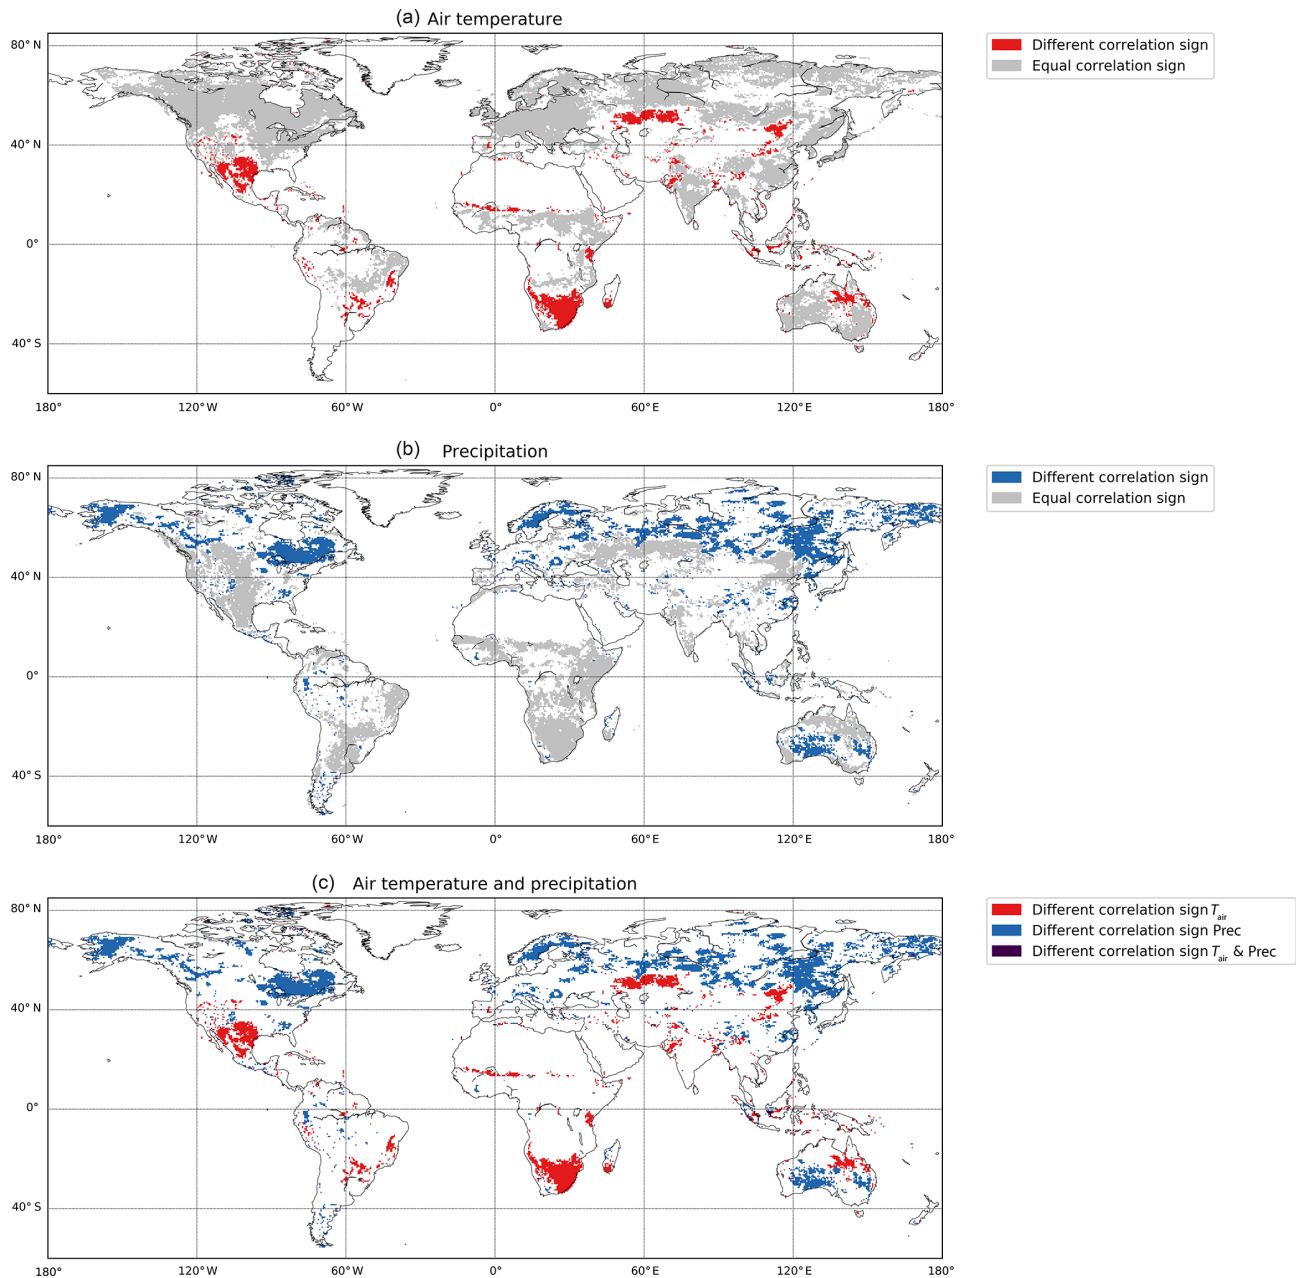 (a) Air temperature
80° N
40° N
0°
40° S
180°
120°W
60°W
0°
60°E
120°E
180°
Different correlation sign
Equal correlation sign
(b) Precipitation
80° N
40° N
0°
40° S
180°
120°W
60°W
0°
60°E
120°E
180°
Different correlation sign
Equal correlation sign
(c) Air temperature and precipitation
80° N
40° N
0°
40° S
180°
120°W
60°W
0°
60°E
120°E
180°
Different correlation sign Tair
Different correlation sign Prec
Different correlation sign Tair & Prec